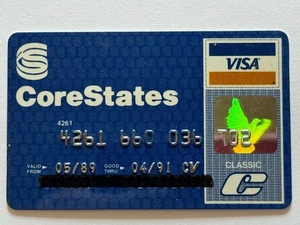 VISA
CoreStates
4261
4261 660 036 702
VALID FROM 05/89 GOOD THRU 04/91 CV
CLASSIC
C